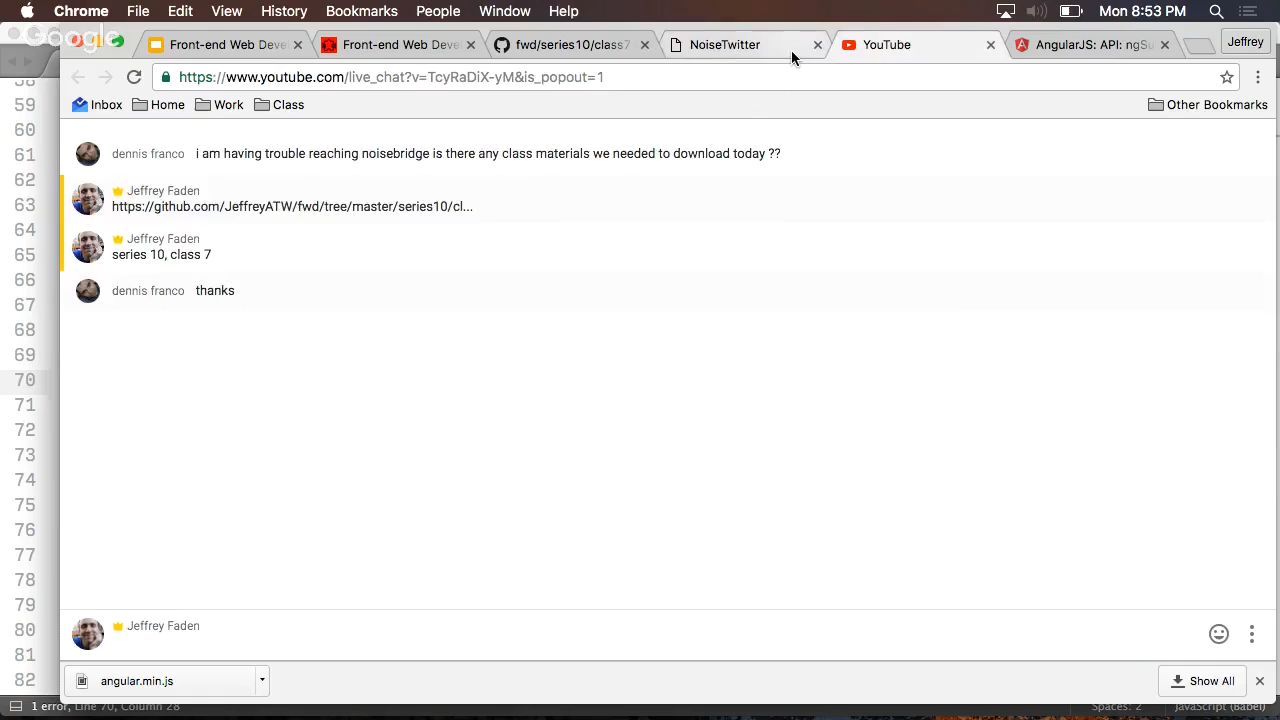 Chrome File Edit View History Bookmarks People Window Help Mon 8:53 PM
Google
Front-end Web Deve
Front-end Web Deve
fwd/series10/class7
NoiseTwitter
YouTube
AngularJS: API: ngSa
Jeffrey
https://www.youtube.com/live_chat?v=TcyRaDiX-yM&is_popout=1
Inbox Home Work Class Other Bookmarks
58
59
60
61
62
63
64
65
66
67
68
69
70
71
72
73
74
75
76
77
78
79
80
81
82
dennis franco i am having trouble reaching noisebridge is there any class materials we needed to download today ??
Jeffrey Faden
https://github.com/JeffreyATW/fwd/tree/master/series10/cl...
Jeffrey Faden
series 10, class 7
dennis franco thanks
Jeffrey Faden
angular.min.js Show All
1 error, Line 70, Column 28 Spaces: 2 JavaScript (Babel)